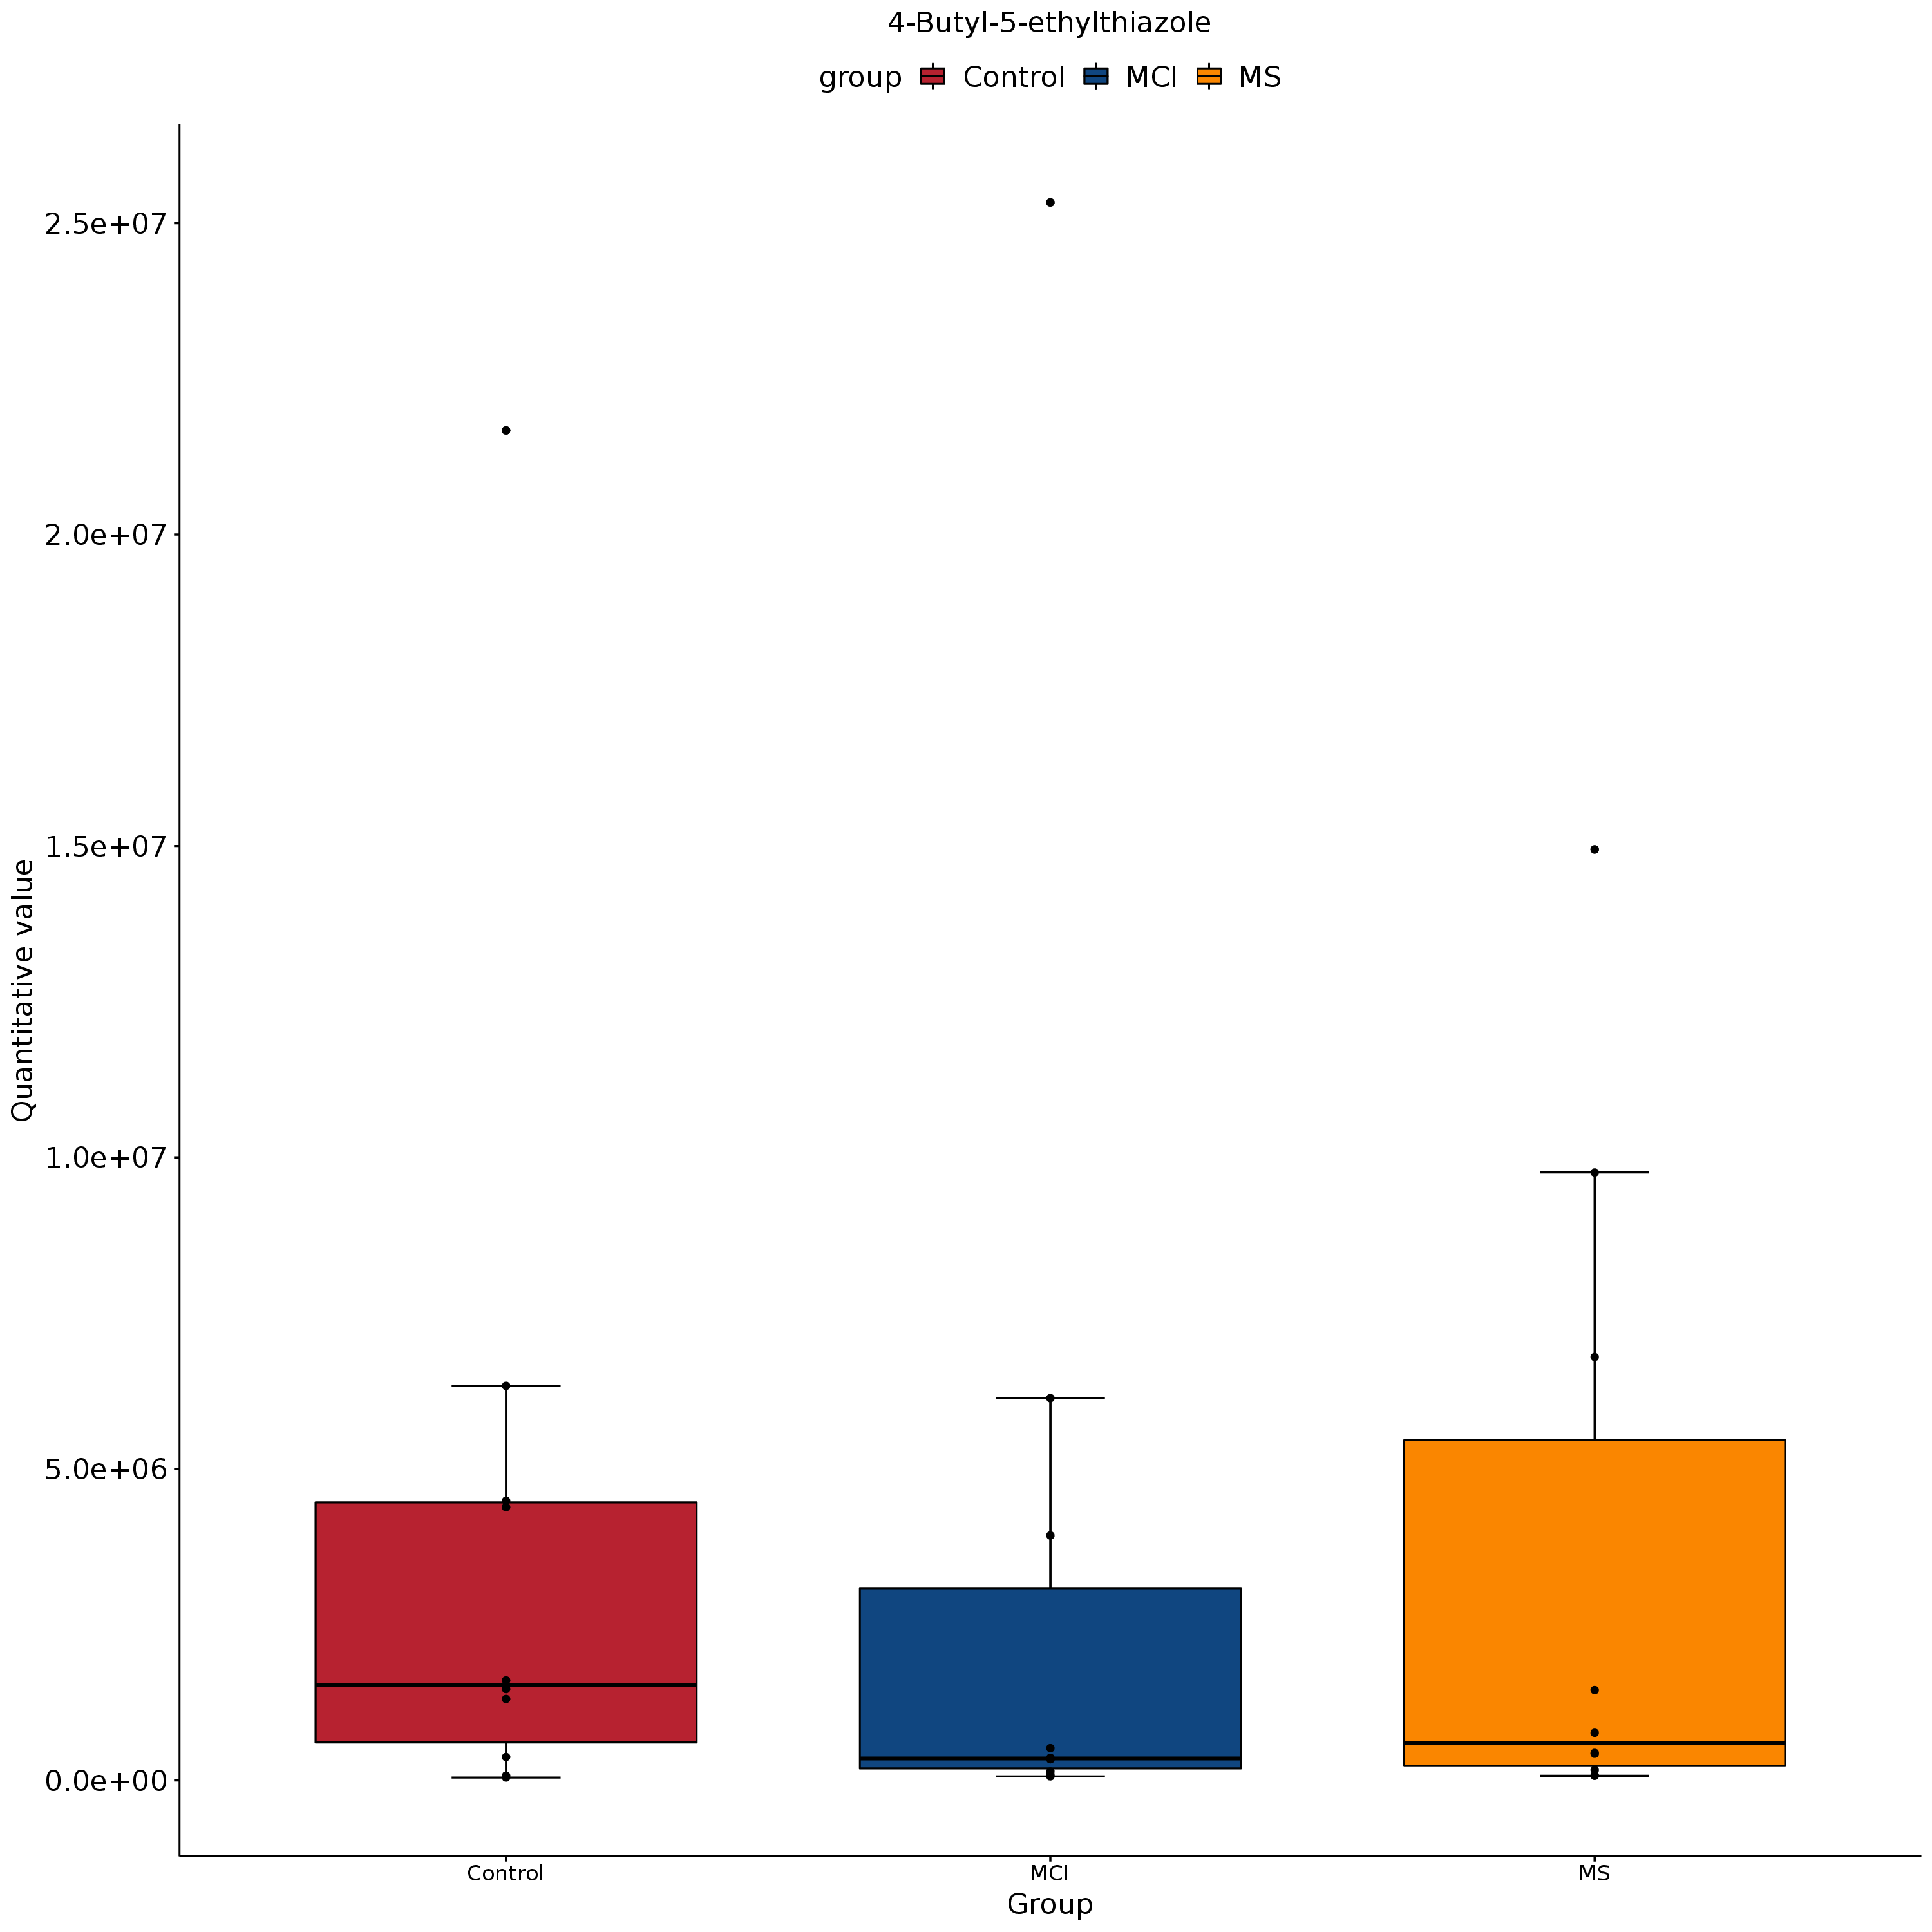 4-Butyl-5-ethylthiazole
group Control MCI MS
Quantitative value
2.5e+07
2.0e+07
1.5e+07
1.0e+07
5.0e+06
0.0e+00
Control MCI MS
Group